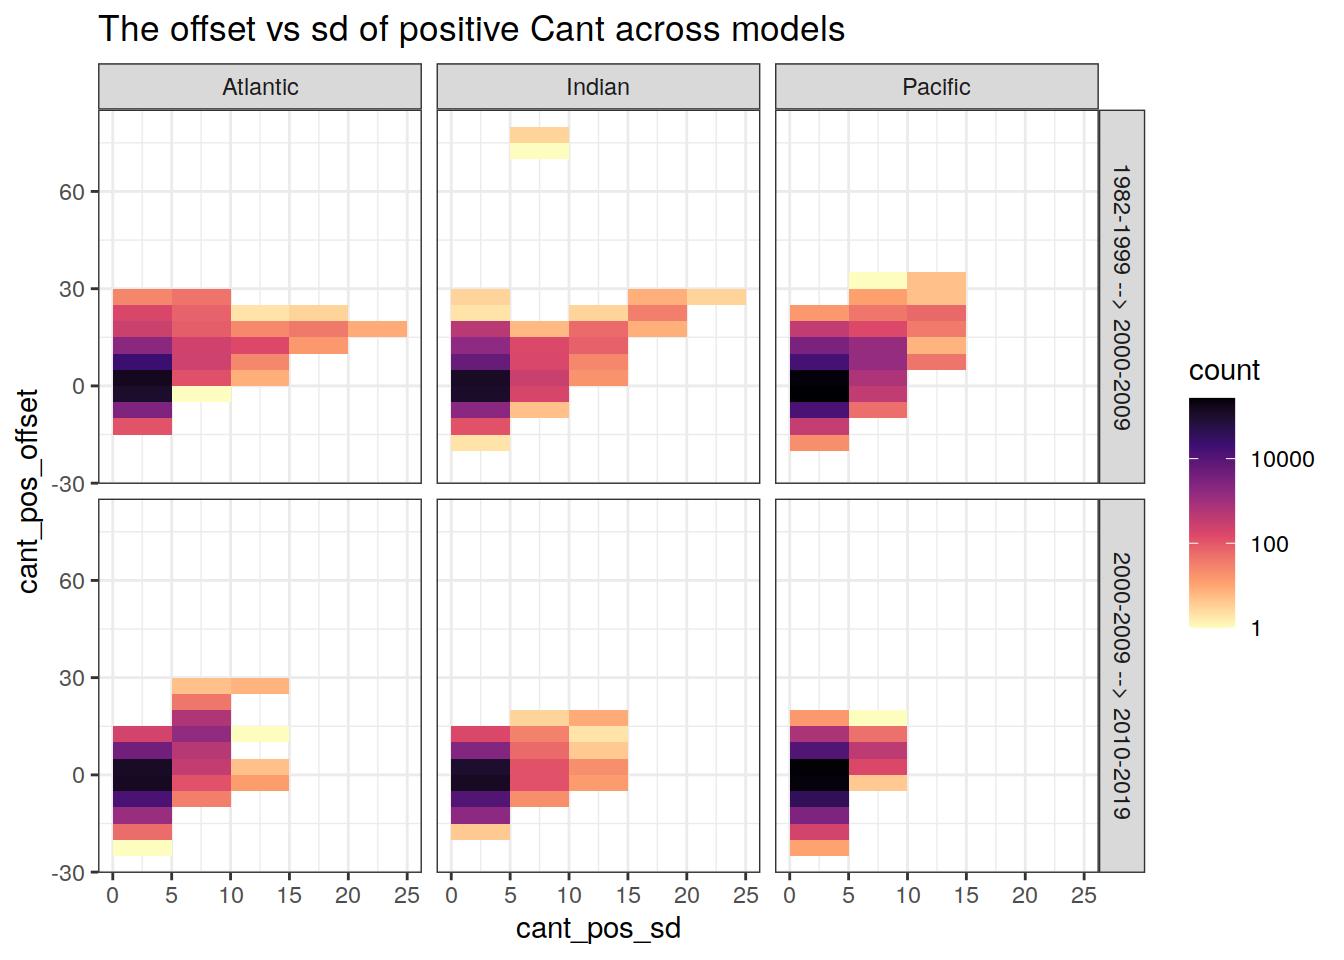 The offset vs sd of positive Cant across models
Atlantic
Indian
Pacific
60
30
0
-30
1982-1999 --> 2000-2009
60
30
0
-30
2000-2009 --> 2010-2019
cant_pos_offset
0 5 10 15 20 25
0 5 10 15 20 25
0 5 10 15 20 25
cant_pos_sd
count
10000
100
1